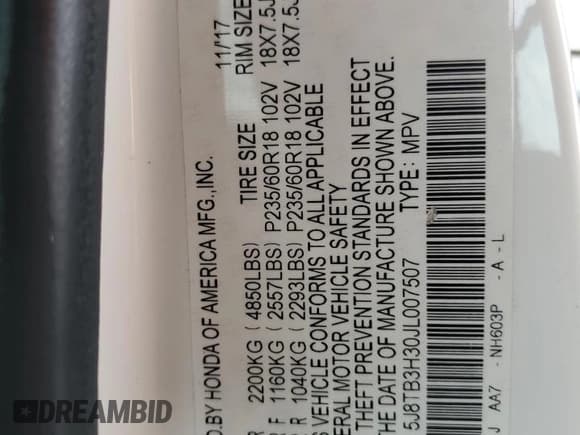 D.BY HONDA OF AMERICA MFG.,INC. 11/17
TIRE SIZE RIM SIZE
R 2200KG ( 4850LBS)
F 1160KG ( 2557LBS) P235/60R18 102V 18X7.5J
R 1040KG ( 2293LBS) P235/60R18 102V 18X7.5J
S VEHICLE CONFORMS TO ALL APPLICABLE
ERAL MOTOR VEHICLE SAFETY
THEFT PREVENTION STANDARDS IN EFFECT
THE DATE OF MANUFACTURE SHOWN ABOVE.
5J8TB3H30JL007507 TYPE: MPV
J AA7 - NH603P - A - L
DREAMBID